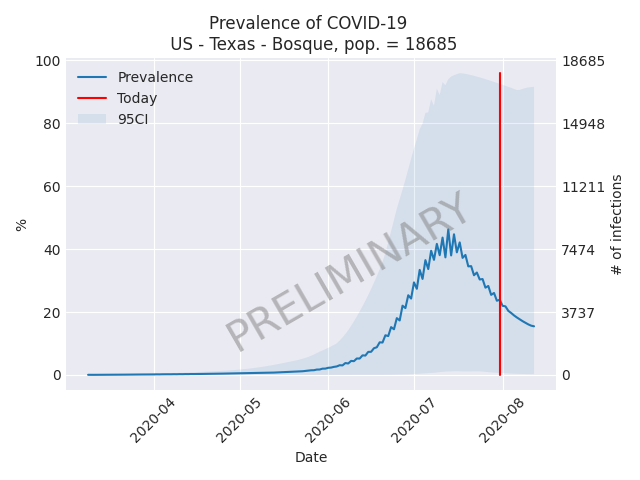 Prevalence of COVID-19
US - Texas - Bosque, pop. = 18685
Prevalence
Today
95CI
100
80
60
40
20
0
%
18685
14948
11211
7474
3737
0
# of infections
PRELIMINARY
2020-04
2020-05
2020-06
2020-07
2020-08
Date